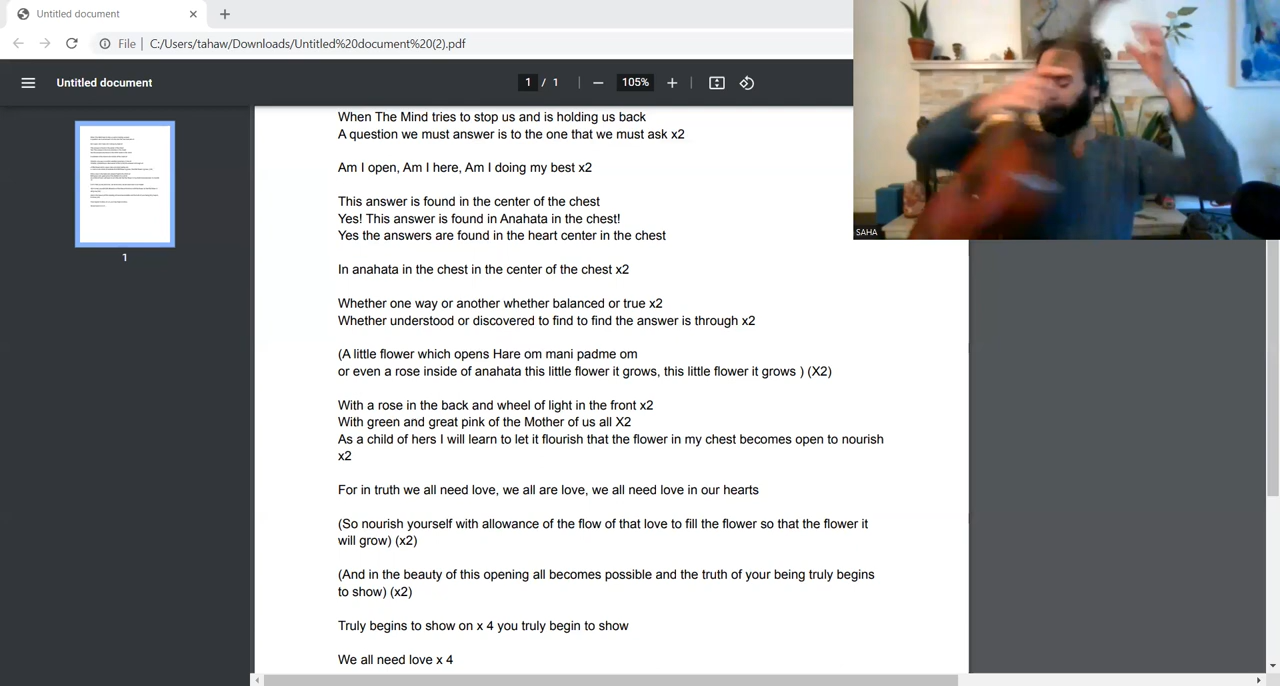 Untitled document
File
C:/Users/tahaw/Downloads/Untitled%20document%20(2).pdf
Untitled document
1 / 1
105%
1
SAHA
When The Mind tries to stop us and is holding us back
A question we must answer is to the one that we must ask x2
Am I open, Am I here, Am I doing my best x2
This answer is found in the center of the chest
Yes! This answer is found in Anahata in the chest!
Yes the answers are found in the heart center in the chest
In anahata in the chest in the center of the chest x2
Whether one way or another whether balanced or true x2
Whether understood or discovered to find to find the answer is through x2
(A little flower which opens Hare om mani padme om
or even a rose inside of anahata this little flower it grows, this little flower it grows ) (X2)
With a rose in the back and wheel of light in the front x2
With green and great pink of the Mother of us all X2
As a child of hers I will learn to let it flourish that the flower in my chest becomes open to nourish
x2
For in truth we all need love, we all are love, we all need love in our hearts
(So nourish yourself with allowance of the flow of that love to fill the flower so that the flower it
will grow) (x2)
(And in the beauty of this opening all becomes possible and the truth of your being truly begins
to show) (x2)
Truly begins to show on x 4 you truly begin to show
We all need love x 4